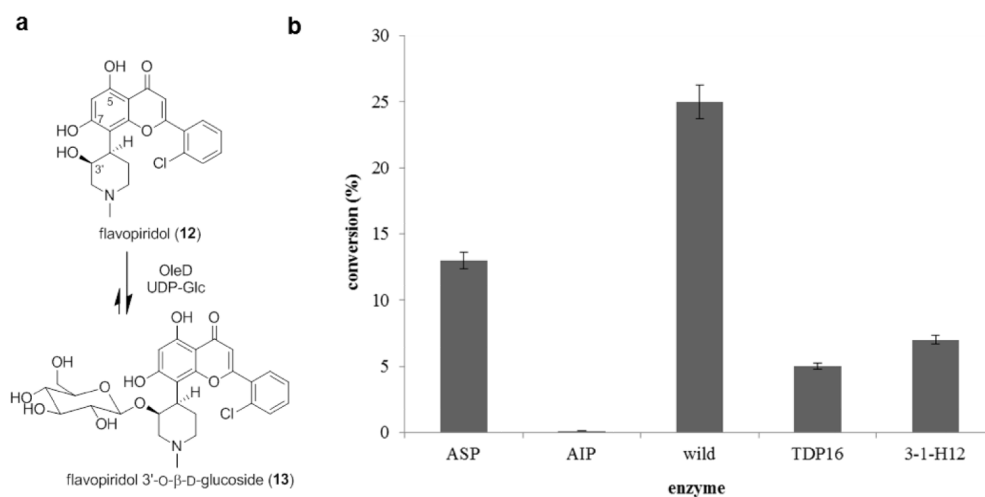 a
OH
O
5
7
HO
O
H
HO
3'
Cl
N
flavopiridol (12)
OleD
UDP-Glc
OH
O
OH
HO
O
HO
O
H
HO
O
HO
OH
Cl
N
flavopiridol 3'-O-β-D-glucoside (13)
b
30
25
20
15
10
5
0
conversion (%)
ASP AIP wild TDP16 3-1-H12
enzyme